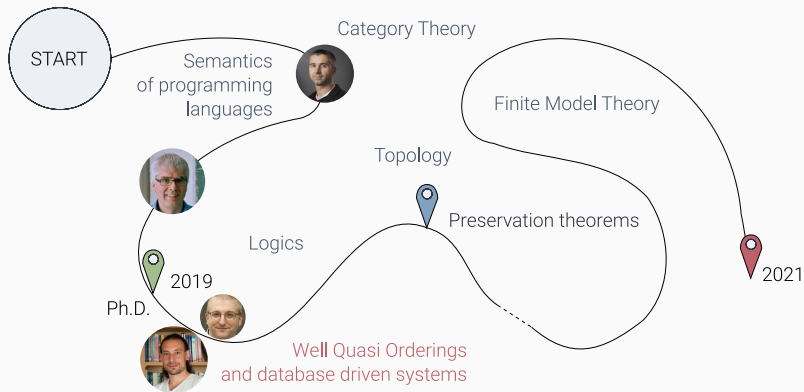 START
Category Theory
Semantics
of programming
languages
Finite Model Theory
Topology
Preservation theorems
Logics
2019
2021
Ph.D.
Well Quasi Orderings
and database driven systems